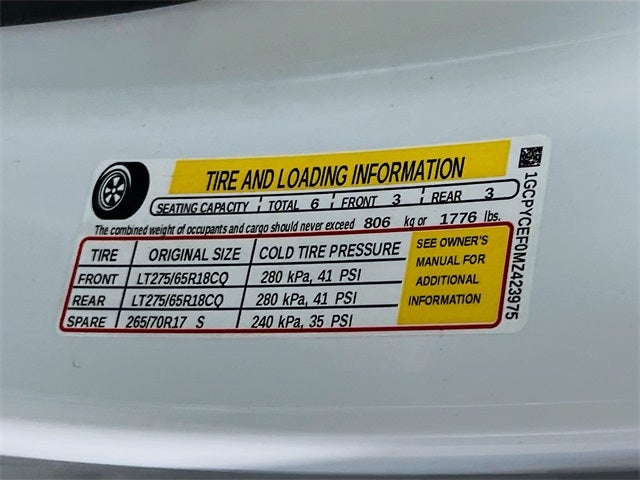 TIRE AND LOADING INFORMATION
SEATING CAPACITY TOTAL 6 FRONT 3 REAR 3
The combined weight of occupants and cargo should never exceed 806 kg or 1776 lbs.
TIRE ORIGINAL SIZE COLD TIRE PRESSURE
FRONT LT275/65R18CQ 280 kPa, 41 PSI
REAR LT275/65R18CQ 280 kPa, 41 PSI
SPARE 265/70R17 S 240 kPa, 35 PSI
SEE OWNER'S
MANUAL FOR
ADDITIONAL
INFORMATION
1GCPYCEF0MZ423975